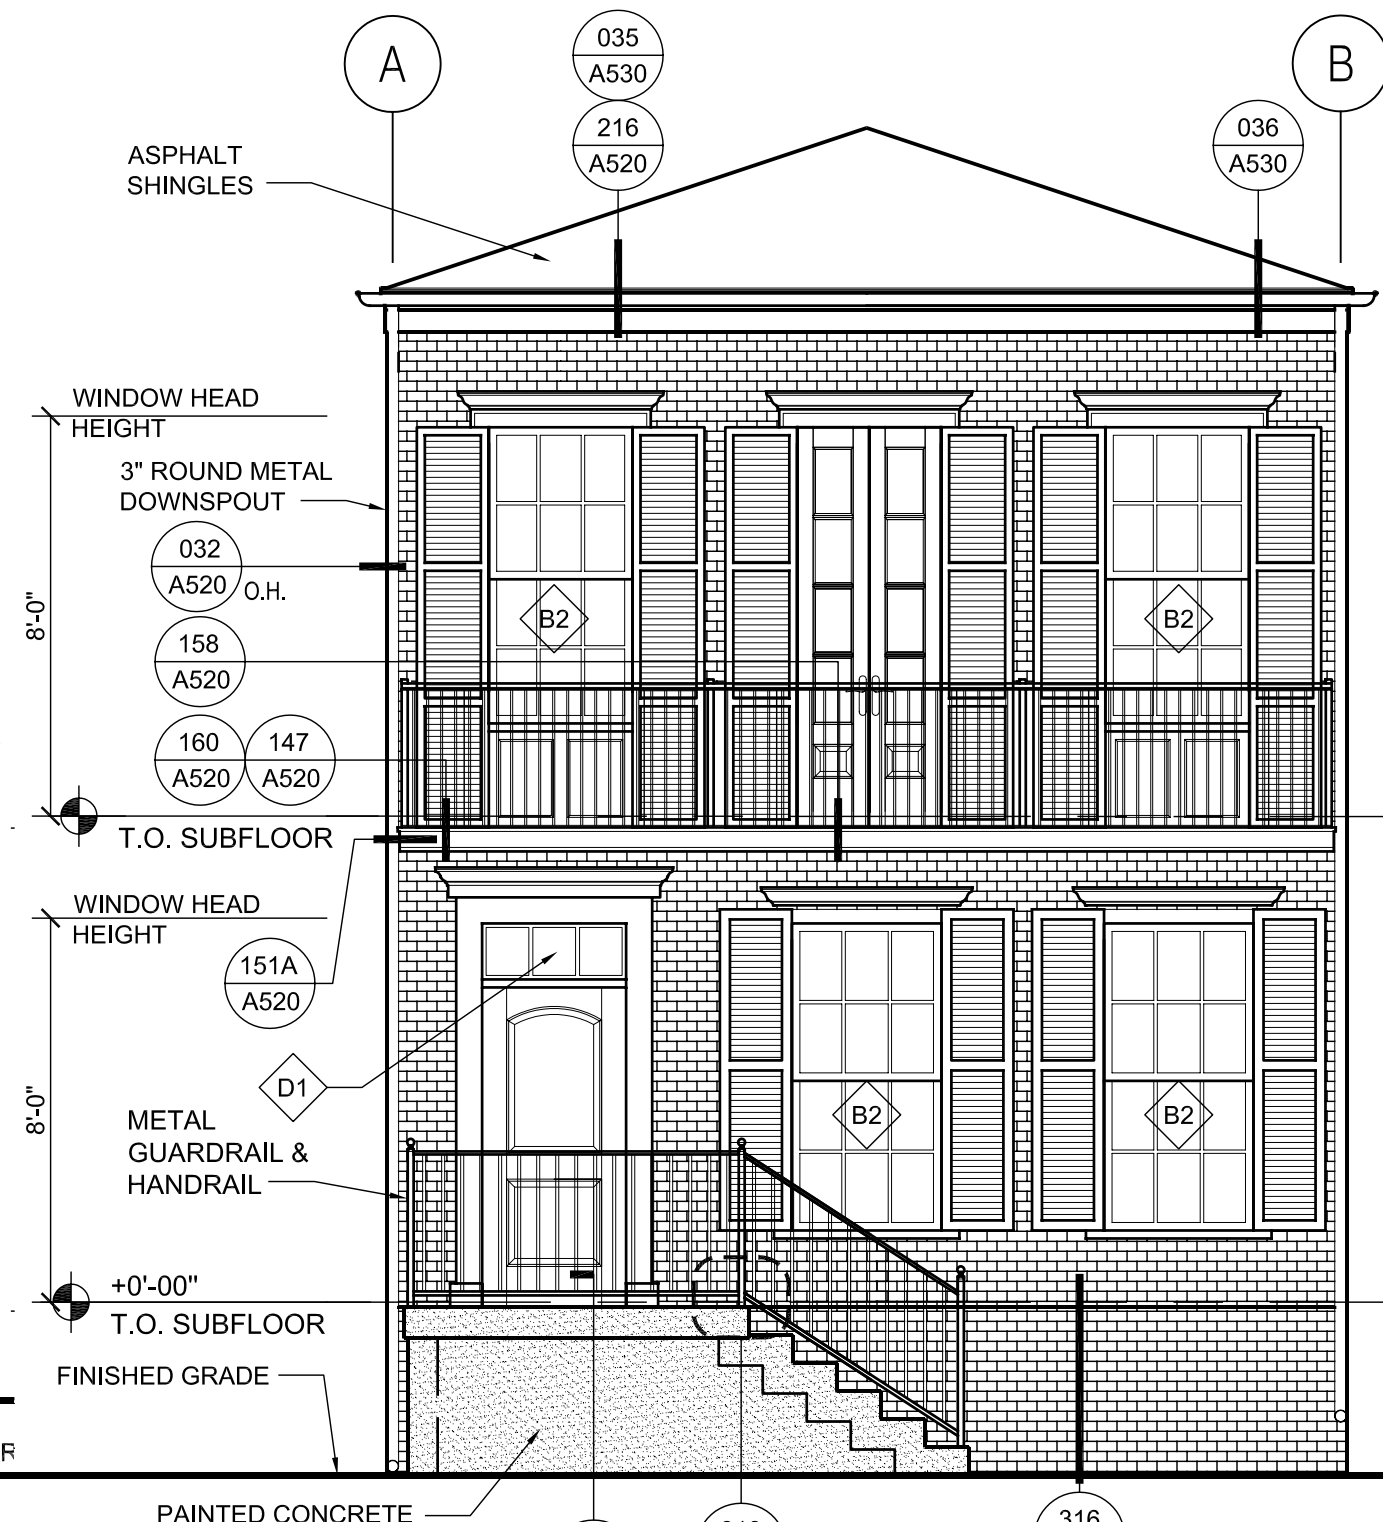 A
035
A530
B
216
A520
036
A530
ASPHALT
SHINGLES
WINDOW HEAD
HEIGHT
3" ROUND METAL
DOWNSPOUT
032
A520
O.H.
8'-0"
B2
B2
158
A520
160
A520
147
A520
T.O. SUBFLOOR
WINDOW HEAD
HEIGHT
151A
A520
D1
8'-0"
METAL
GUARDRAIL &
HANDRAIL
B2
B2
+0'-00"
T.O. SUBFLOOR
FINISHED GRADE
PAINTED CONCRETE
316